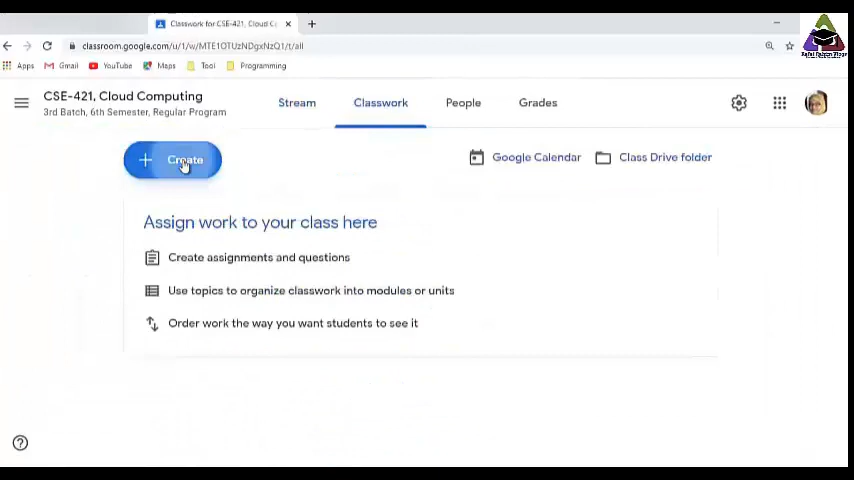 Classwork for CSE-421, Cloud C
classroom.google.com/u/1/w/MTE1OTUzNDgxNzQ1/t/all
Apps Gmail YouTube Maps Tool Programming
CSE-421, Cloud Computing
3rd Batch, 6th Semester, Regular Program
Stream Classwork People Grades
Create
Google Calendar Class Drive folder
Assign work to your class here
Create assignments and questions
Use topics to organize classwork into modules or units
Order work the way you want students to see it